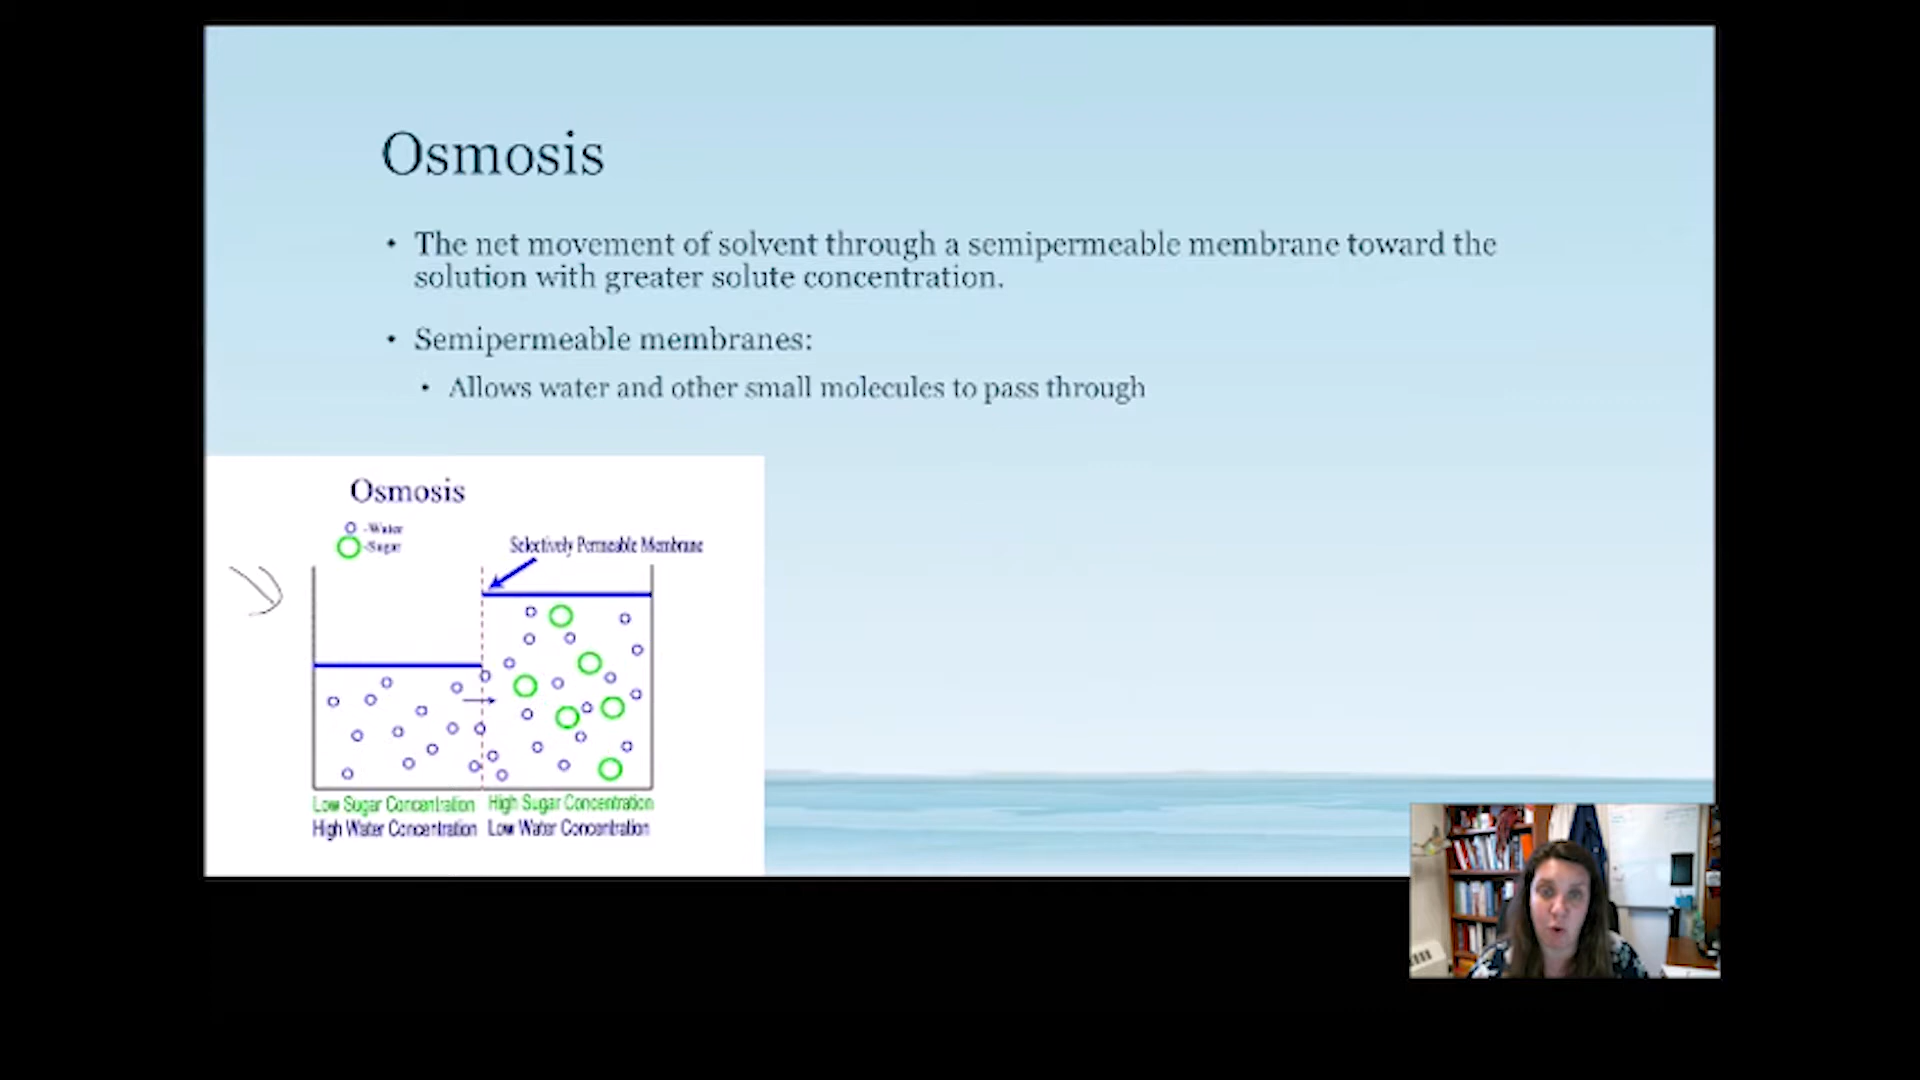 Osmosis
• The net movement of solvent through a semipermeable membrane toward the
solution with greater solute concentration.
• Semipermeable membranes:
• Allows water and other small molecules to pass through
Osmosis
-Water
-Sugar
Selectively Permeable Membrane
Low Sugar Concentration High Sugar Concentration
High Water Concentration Low Water Concentration